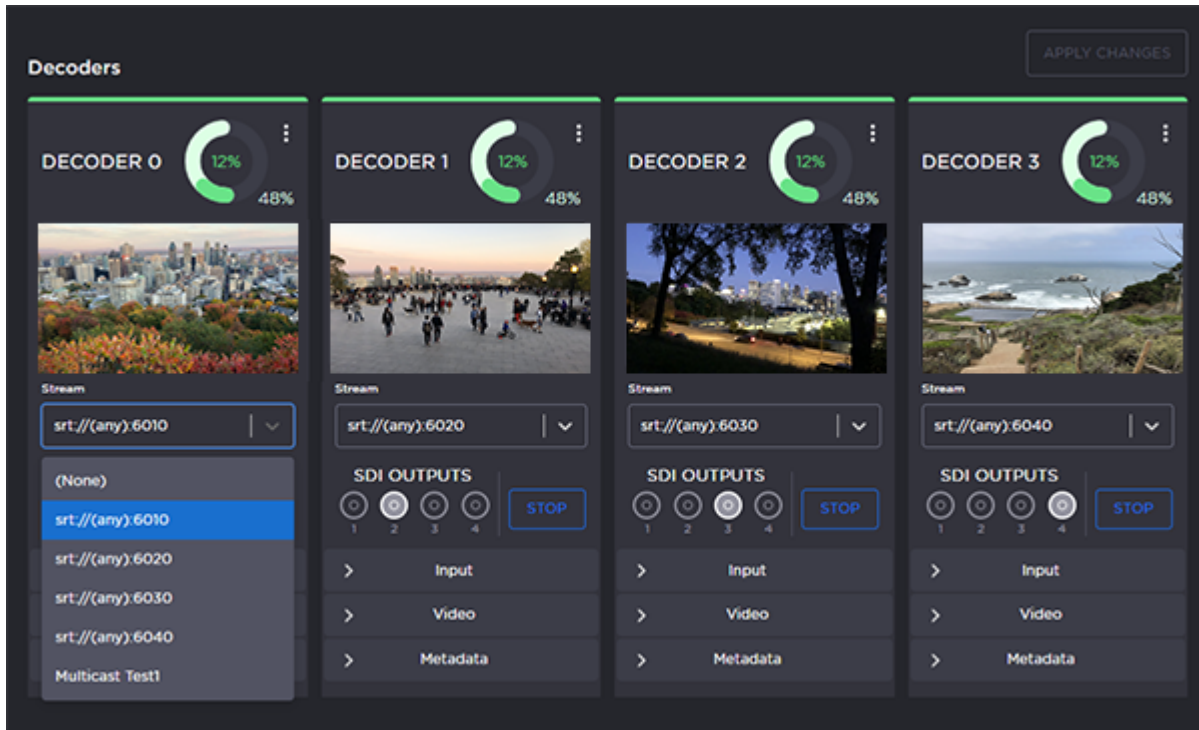 APPLY CHANGES
Decoders
DECODER 0
12%
48%
DECODER 1
12%
48%
DECODER 2
12%
48%
DECODER 3
12%
48%
Stream
Stream
Stream
Stream
srt://(any):6010
srt://(any):6020
srt://(any):6030
srt://(any):6040
(None)
srt://(any):6010
srt://(any):6020
srt://(any):6030
srt://(any):6040
Multicast Test1
SDI OUTPUTS
1 2 3 4
STOP
Input
Video
Metadata
SDI OUTPUTS
1 2 3 4
STOP
Input
Video
Metadata
SDI OUTPUTS
1 2 3 4
STOP
Input
Video
Metadata